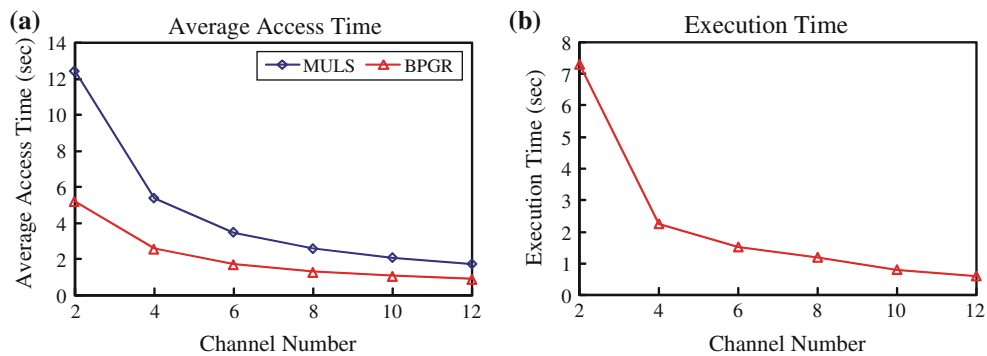 (a)
Average Access Time
Average Access Time (sec)
14
12
10
8
6
4
2
0
MULS BPGR
2 4 6 8 10 12
Channel Number
(b)
Execution Time
Execution Time (sec)
8
7
6
5
4
3
2
1
0
2 4 6 8 10 12
Channel Number